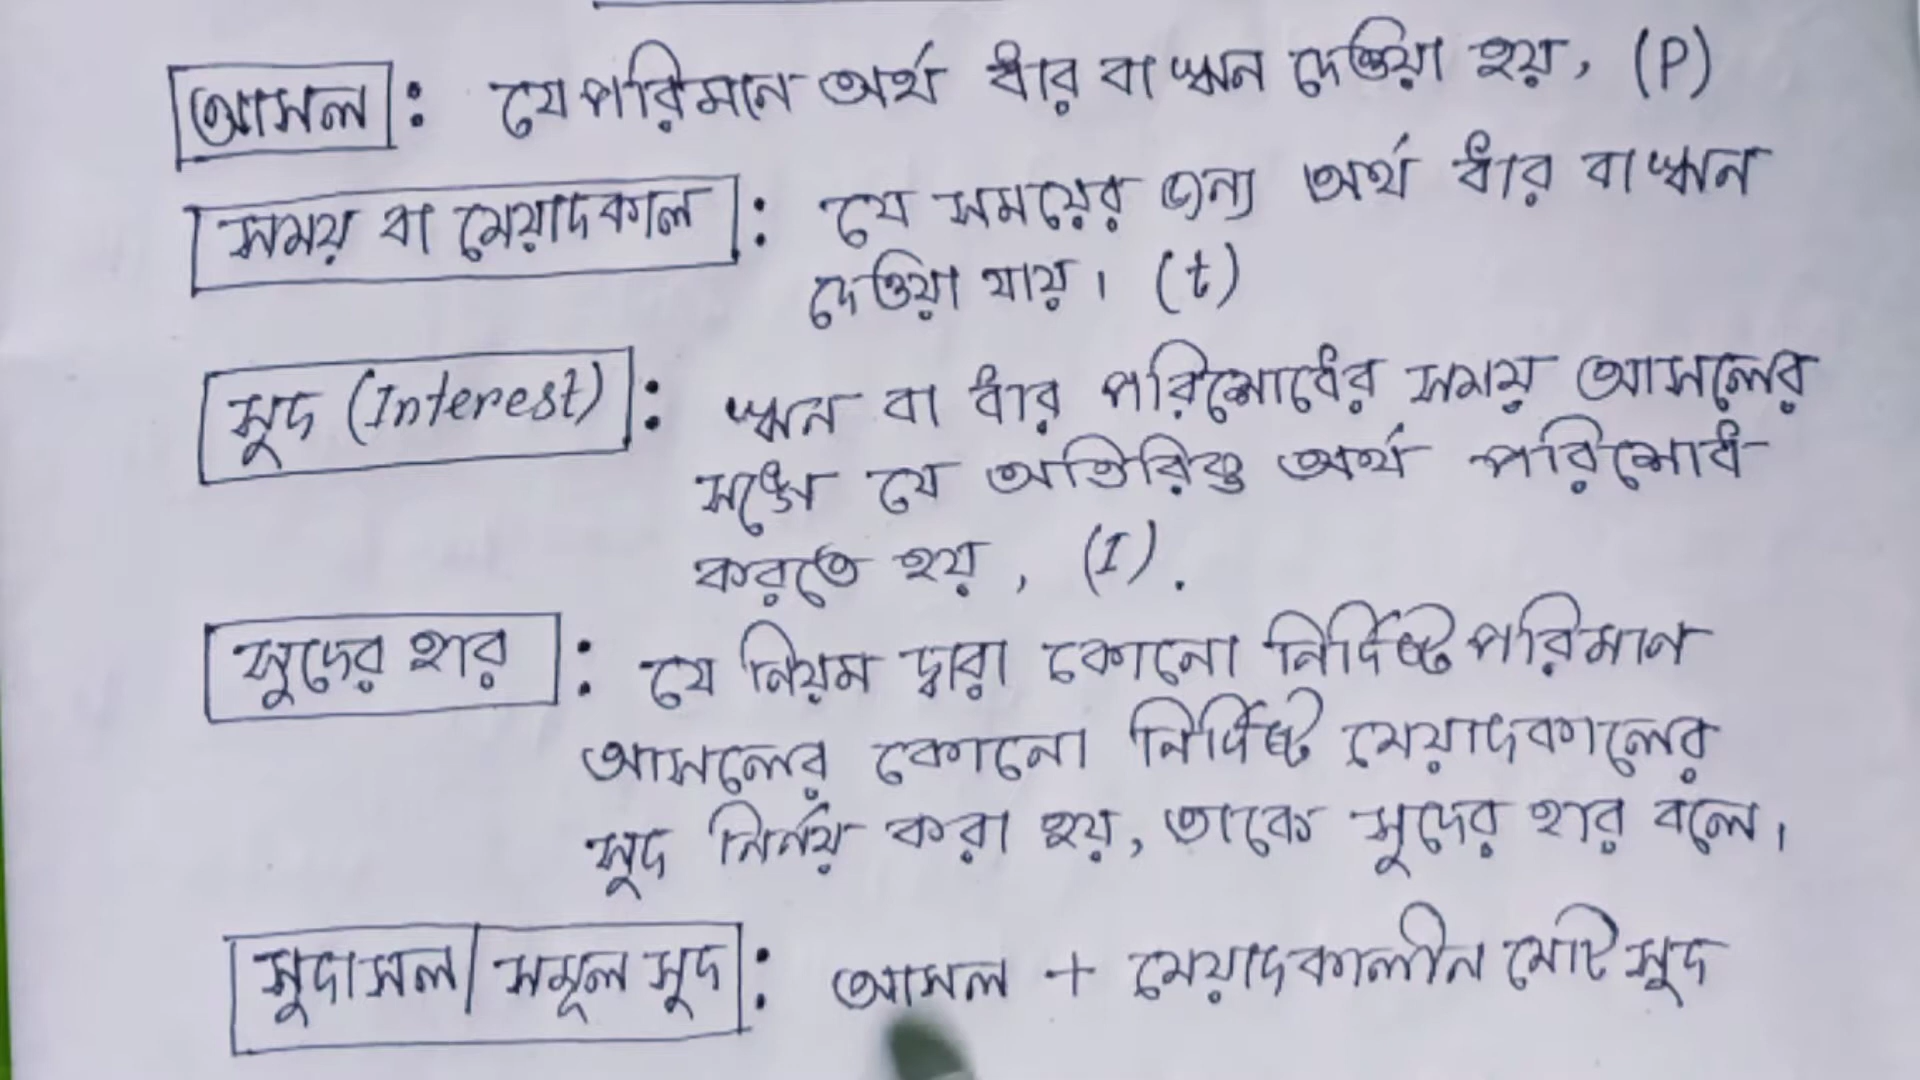 আসল : যে পরিমানে অর্থ ধার বা ঋন দেওয়া হয়, (P)
সময় বা মেয়াদকাল : যে সময়ের জন্য অর্থ ধার বা ঋন
দেওয়া যায়। (t)
সুদ (Interest) : ঋন বা ধার পরিশোধের সময় আসলের
সঙ্গে যে অতিরিক্ত অর্থ পরিশোধ
করতে হয়, (I).
সুদের হার : যে নিয়ম দ্বারা কোনো নির্দিষ্ট পরিমান
আসলের কোনো নির্দিষ্ট মেয়াদকালের
সুদ নির্নয় করা হয়, তাকে সুদের হার বলে।
সুদাসল/সমূল সুদ : আসল + মেয়াদকালীন মোট সুদ